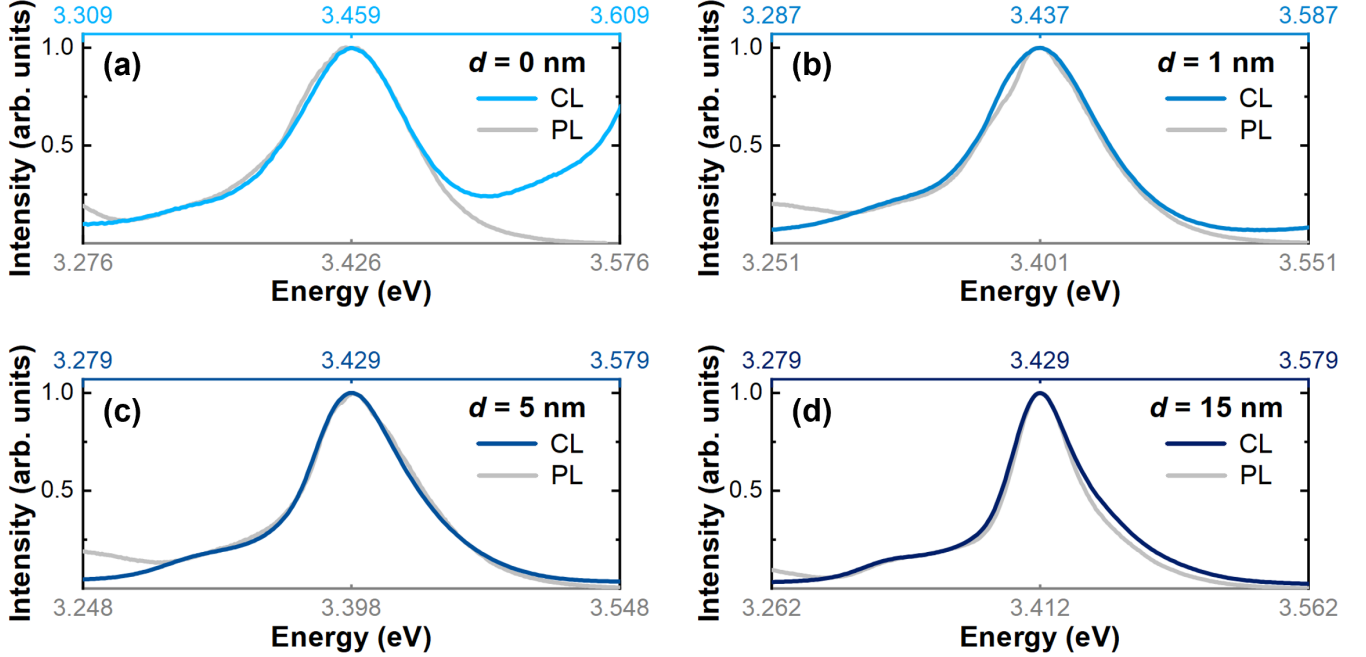 3.309 3.459 3.609
(a)
d = 0 nm
CL
PL
1.0
0.5
Intensity (arb. units)
3.276 3.426 3.576
Energy (eV)
3.287 3.437 3.587
(b)
d = 1 nm
CL
PL
1.0
0.5
Intensity (arb. units)
3.251 3.401 3.551
Energy (eV)
3.279 3.429 3.579
(c)
d = 5 nm
CL
PL
1.0
0.5
Intensity (arb. units)
3.248 3.398 3.548
Energy (eV)
3.279 3.429 3.579
(d)
d = 15 nm
CL
PL
1.0
0.5
Intensity (arb. units)
3.262 3.412 3.562
Energy (eV)